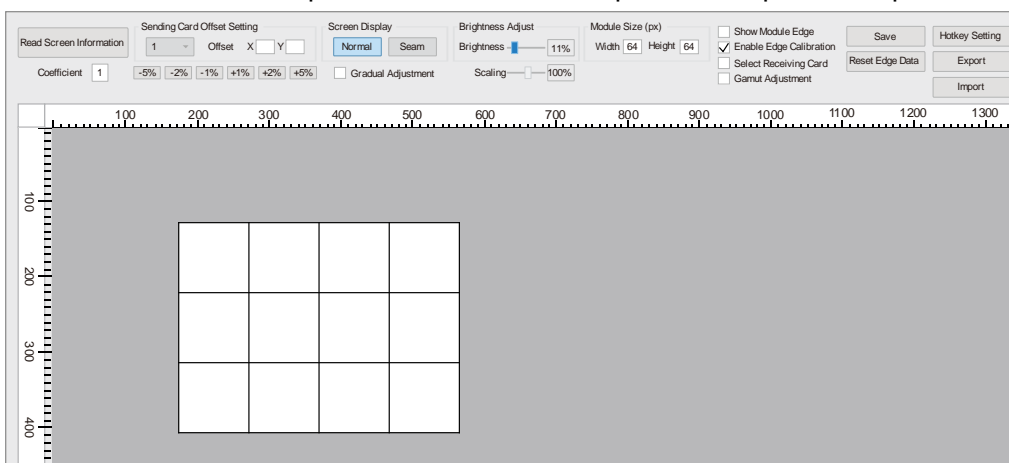 Sending Card Offset Setting
Screen Display
Brightness Adjust
Module Size (px)
Show Module Edge
Save
Hotkey Setting
Read Screen Information
1
Offset X Y
Normal
Seam
Brightness
11%
Width 64 Height 64
Enable Edge Calibration
Select Receiving Card
Reset Edge Data
Export
Coefficient 1
-5% -2% -1% +1% +2% +5%
Gradual Adjustment
Scaling
100%
Gamut Adjustment
Import
100 200 300 400 500 600 700 800 900 1000 1100 1200 1300
100
200
300
400